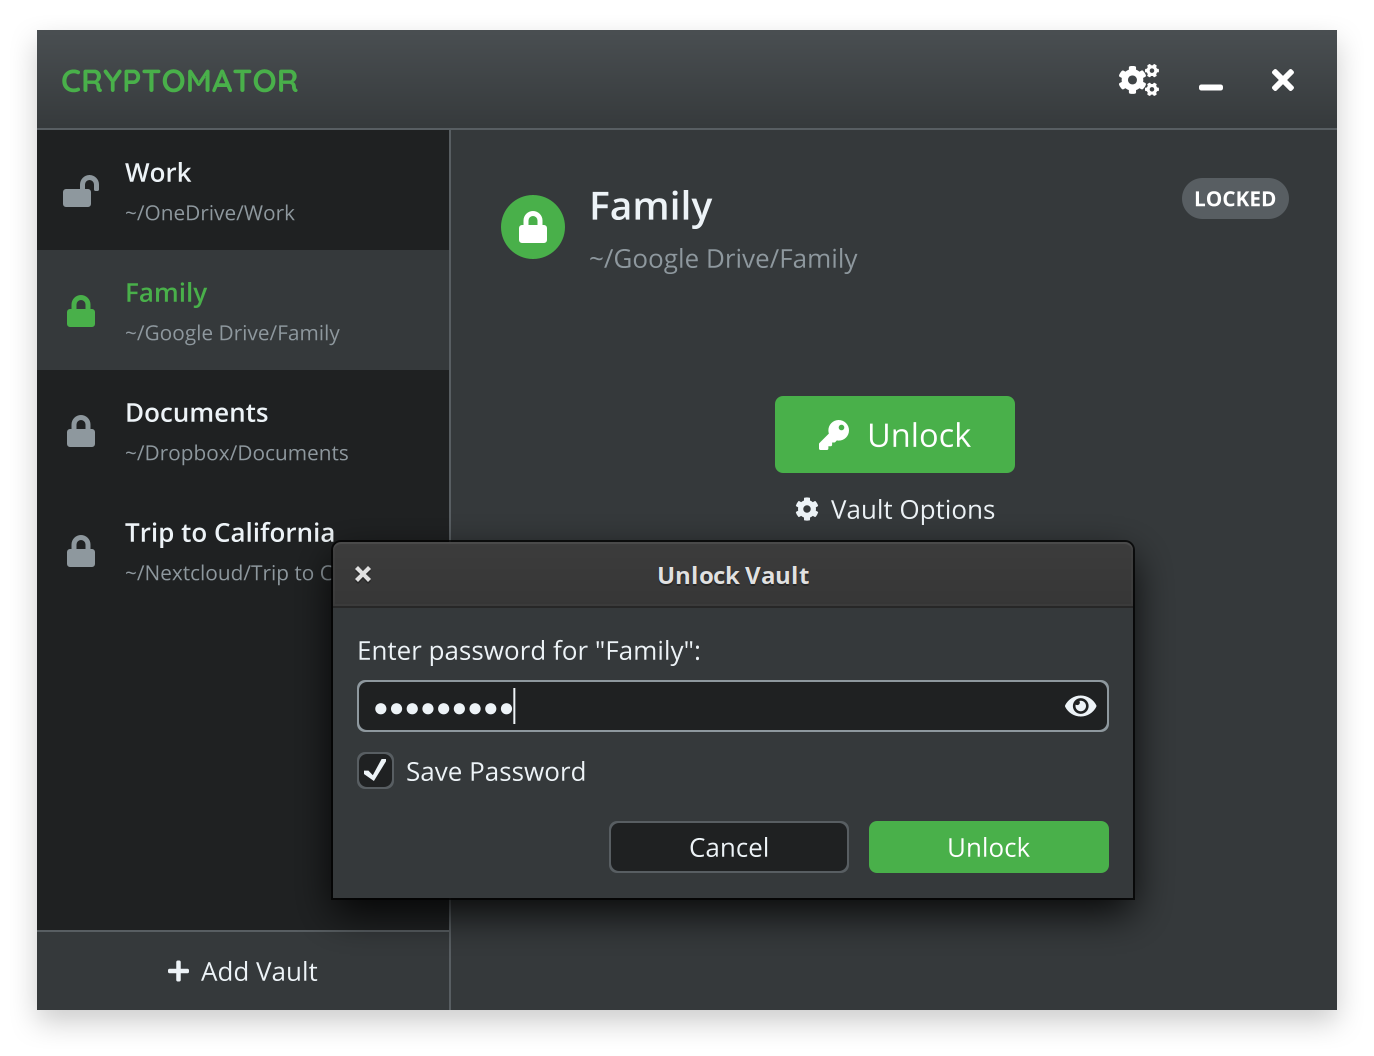 CRYPTOMATOR
Work
~/OneDrive/Work
Family
~/Google Drive/Family
Documents
~/Dropbox/Documents
Trip to California
~/Nextcloud/Trip to
Add Vault
Family
~/Google Drive/Family
LOCKED
Unlock
Vault Options
Unlock Vault
Enter password for "Family":
Save Password
Cancel
Unlock